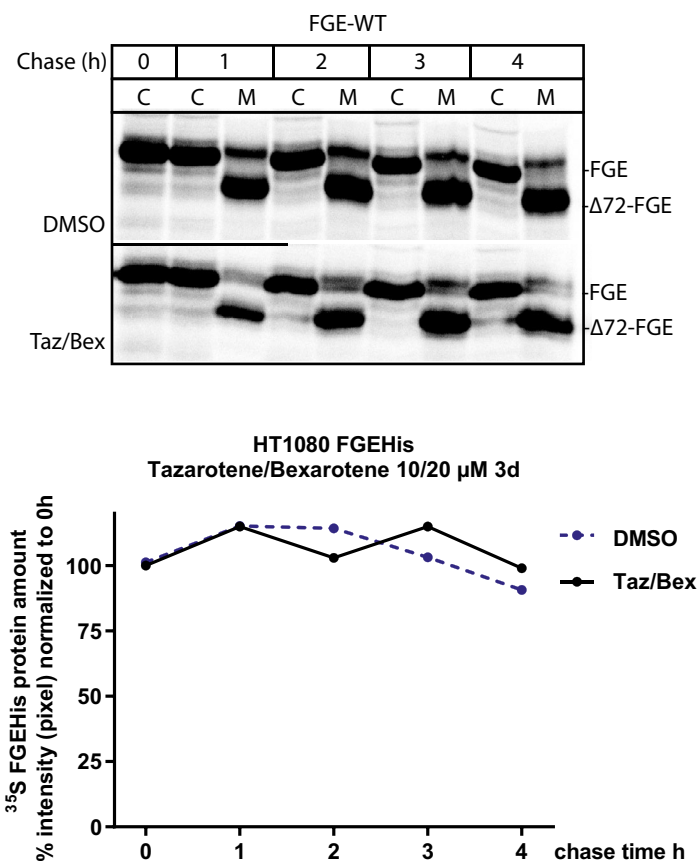 FGE-WT
Chase (h) 0 1 2 3 4
C C M C M C M C M
-FGE
-Δ72-FGE
DMSO
-FGE
-Δ72-FGE
Taz/Bex
HT1080 FGEHis
Tazarotene/Bexarotene 10/20 µM 3d
35S FGEHis protein amount
% intensity (pixel) normalized to 0h
100
75
50
25
0
0 1 2 3 4 chase time h
DMSO
Taz/Bex